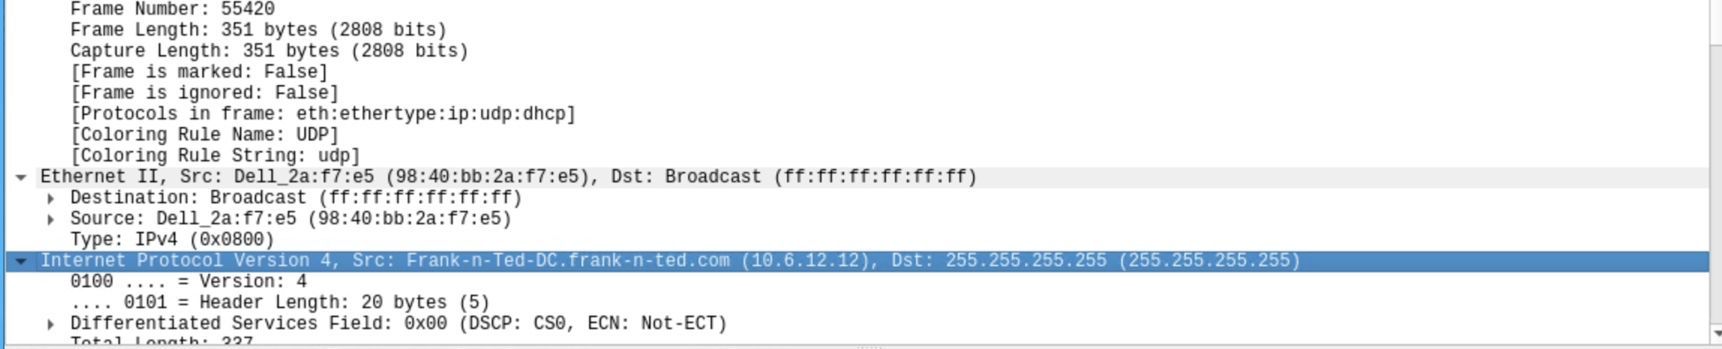 Frame Number: 55420
Frame Length: 351 bytes (2808 bits)
Capture Length: 351 bytes (2808 bits)
[Frame is marked: False]
[Frame is ignored: False]
[Protocols in frame: eth:ethertype:ip:udp:dhcp]
[Coloring Rule Name: UDP]
[Coloring Rule String: udp]
Ethernet II, Src: Dell_2a:f7:e5 (98:40:bb:2a:f7:e5), Dst: Broadcast (ff:ff:ff:ff:ff:ff)
Destination: Broadcast (ff:ff:ff:ff:ff:ff)
Source: Dell_2a:f7:e5 (98:40:bb:2a:f7:e5)
Type: IPv4 (0x0800)
Internet Protocol Version 4, Src: Frank-n-Ted-DC.frank-n-ted.com (10.6.12.12), Dst: 255.255.255.255 (255.255.255.255)
0100 .... = Version: 4
.... 0101 = Header Length: 20 bytes (5)
Differentiated Services Field: 0x00 (DSCP: CS0, ECN: Not-ECT)
Total Length: 337